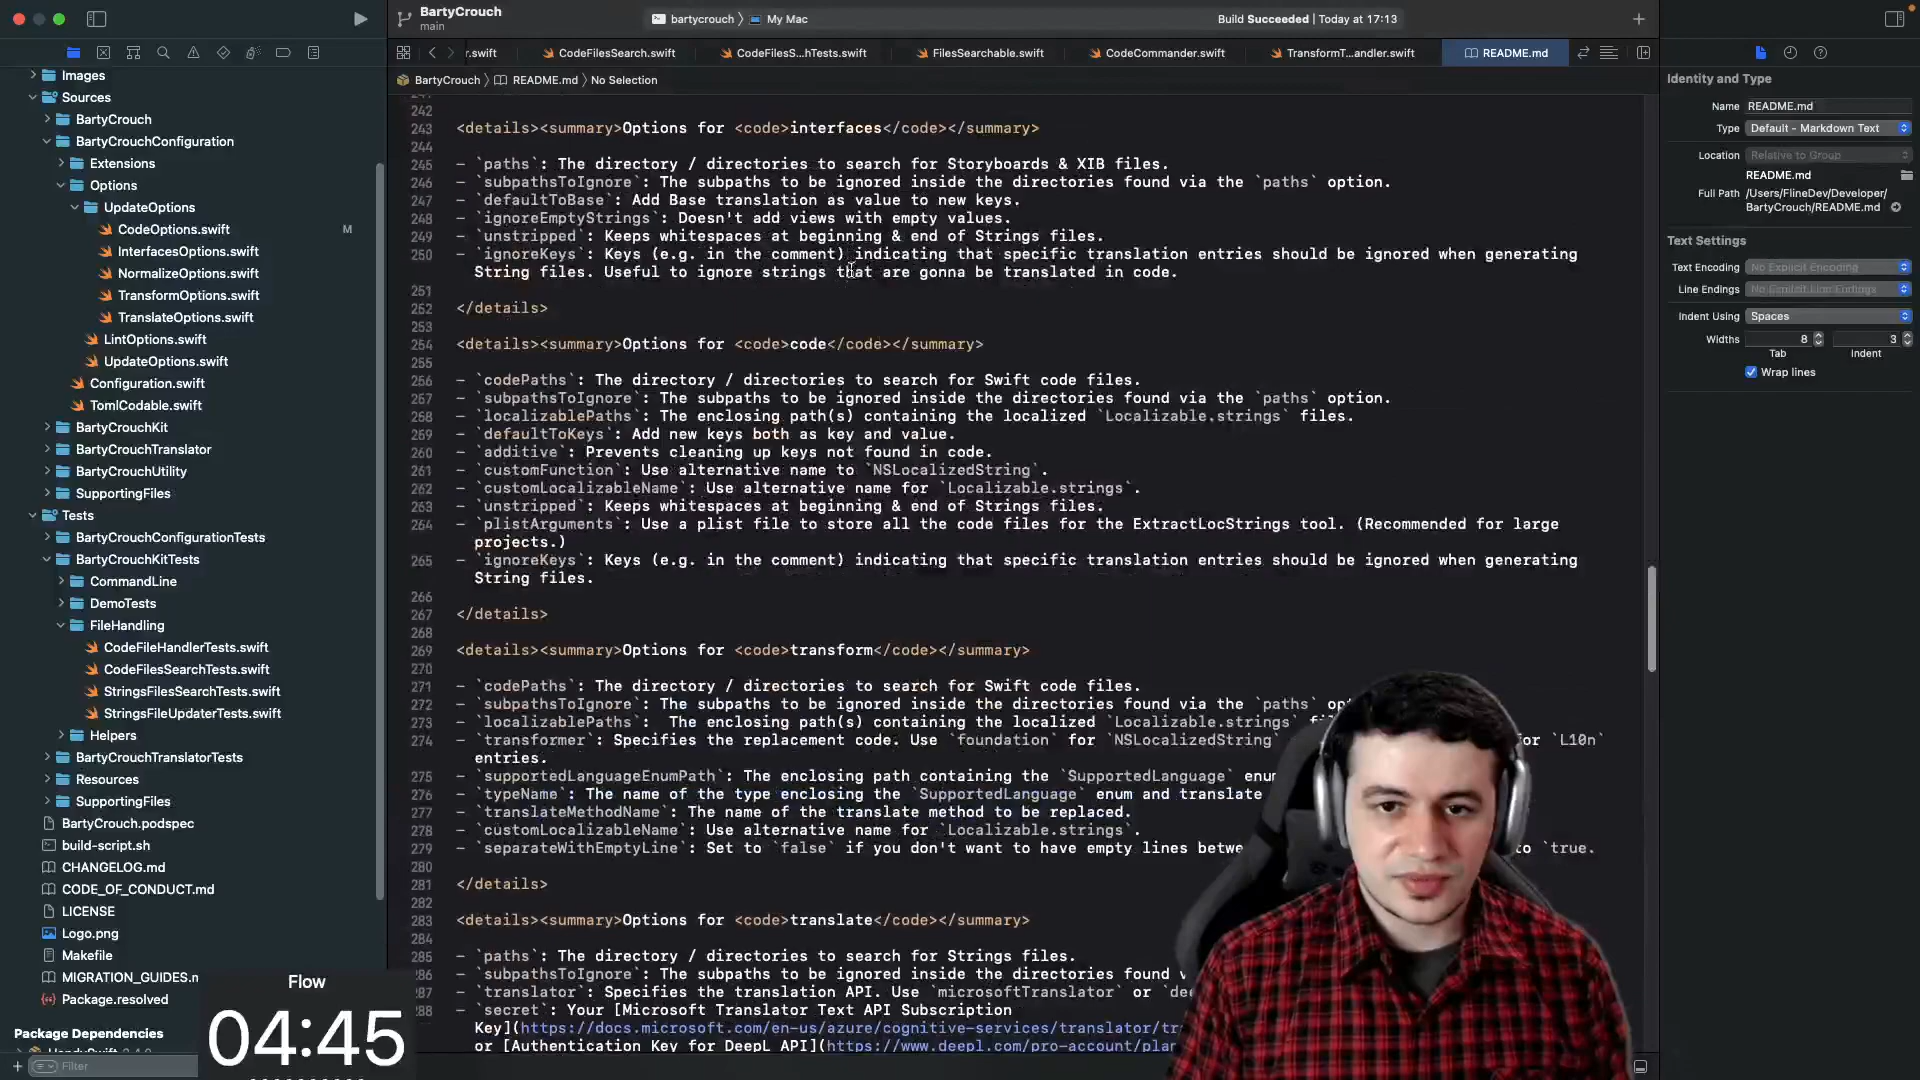 BartyCrouch
main
bartycrouch
My Mac
Build Succeeded | Today at 17:13
r.swift
CodeFilesSearch.swift
CodeFilesS…hTests.swift
FilesSearchable.swift
CodeCommander.swift
TransformT…andler.swift
README.md
BartyCrouch
README.md
No Selection
Images
Sources
BartyCrouch
BartyCrouchConfiguration
Extensions
Options
UpdateOptions
CodeOptions.swift M
InterfacesOptions.swift
NormalizeOptions.swift
TransformOptions.swift
TranslateOptions.swift
LintOptions.swift
UpdateOptions.swift
Configuration.swift
TomlCodable.swift
BartyCrouchKit
BartyCrouchTranslator
BartyCrouchUtility
SupportingFiles
Tests
BartyCrouchConfigurationTests
BartyCrouchKitTests
CommandLine
DemoTests
FileHandling
CodeFileHandlerTests.swift
CodeFilesSearchTests.swift
StringsFilesSearchTests.swift
StringsFileUpdaterTests.swift
Helpers
BartyCrouchTranslatorTests
Resources
SupportingFiles
BartyCrouch.podspec
build-script.sh
CHANGELOG.md
CODE_OF_CONDUCT.md
LICENSE
Logo.png
Makefile
MIGRATION_GUIDES.m
Package.resolved
Package Dependencies
Filter
Flow
04:45
242
243 <details><summary>Options for <code>interfaces</code></summary>
244
245 - `paths`: The directory / directories to search for Storyboards & XIB files.
246 - `subpathsToIgnore`: The subpaths to be ignored inside the directories found via the `paths` option.
247 - `defaultToBase`: Add Base translation as value to new keys.
248 - `ignoreEmptyStrings`: Doesn't add views with empty values.
249 - `unstripped`: Keeps whitespaces at beginning & end of Strings files.
250 - `ignoreKeys`: Keys (e.g. in the comment) indicating that specific translation entries should be ignored when generating
String files. Useful to ignore strings that are gonna be translated in code.
251
252 </details>
253
254 <details><summary>Options for <code>code</code></summary>
255
256 - `codePaths`: The directory / directories to search for Swift code files.
257 - `subpathsToIgnore`: The subpaths to be ignored inside the directories found via the `paths` option.
258 - `localizablePaths`: The enclosing path(s) containing the localized `Localizable.strings` files.
259 - `defaultToKeys`: Add new keys both as key and value.
260 - `additive`: Prevents cleaning up keys not found in code.
261 - `customFunction`: Use alternative name to `NSLocalizedString`.
262 - `customLocalizableName`: Use alternative name for `Localizable.strings`.
263 - `unstripped`: Keeps whitespaces at beginning & end of Strings files.
264 - `plistArguments`: Use a plist file to store all the code files for the ExtractLocStrings tool. (Recommended for large
projects.)
265 - `ignoreKeys`: Keys (e.g. in the comment) indicating that specific translation entries should be ignored when generating
String files.
266
267 </details>
268
269 <details><summary>Options for <code>transform</code></summary>
270
271 - `codePaths`: The directory / directories to search for Swift code files.
272 - `subpathsToIgnore`: The subpaths to be ignored inside the directories found via the `paths` opt
273 - `localizablePaths`:  The enclosing path(s) containing the localized `Localizable.strings` fil
274 - `transformer`: Specifies the replacement code. Use `foundation` for `NSLocalizedString` for `L10n`
entries.
275 - `supportedLanguageEnumPath`: The enclosing path containing the `SupportedLanguage` enum
276 - `typeName`: The name of the type enclosing the `SupportedLanguage` enum and translate
277 - `translateMethodName`: The name of the translate method to be replaced.
278 - `customLocalizableName`: Use alternative name for `Localizable.strings`.
279 - `separateWithEmptyLine`: Set to `false` if you don't want to have empty lines betwe to `true.
280
281 </details>
282
283 <details><summary>Options for <code>translate</code></summary>
284
285 - `paths`: The directory / directories to search for Strings files.
286 - `subpathsToIgnore`: The subpaths to be ignored inside the directories found v
287 - `translator`: Specifies the translation API. Use `microsoftTranslator` or `dee
288 - `secret`: Your [Microsoft Translator Text API Subscription
Key](https://docs.microsoft.com/en-us/azure/cognitive-services/translator/tr
or [Authentication Key for DeepL API](https://www.deepl.com/pro-account/plan
Identity and Type
Name README.md
Type Default - Markdown Text
Location Relative to Group
README.md
Full Path /Users/FlineDev/Developer/
BartyCrouch/README.md
Text Settings
Text Encoding No Explicit Encoding
Line Endings No Explicit Line Endings
Indent Using Spaces
Widths 8 3
Tab Indent
Wrap lines